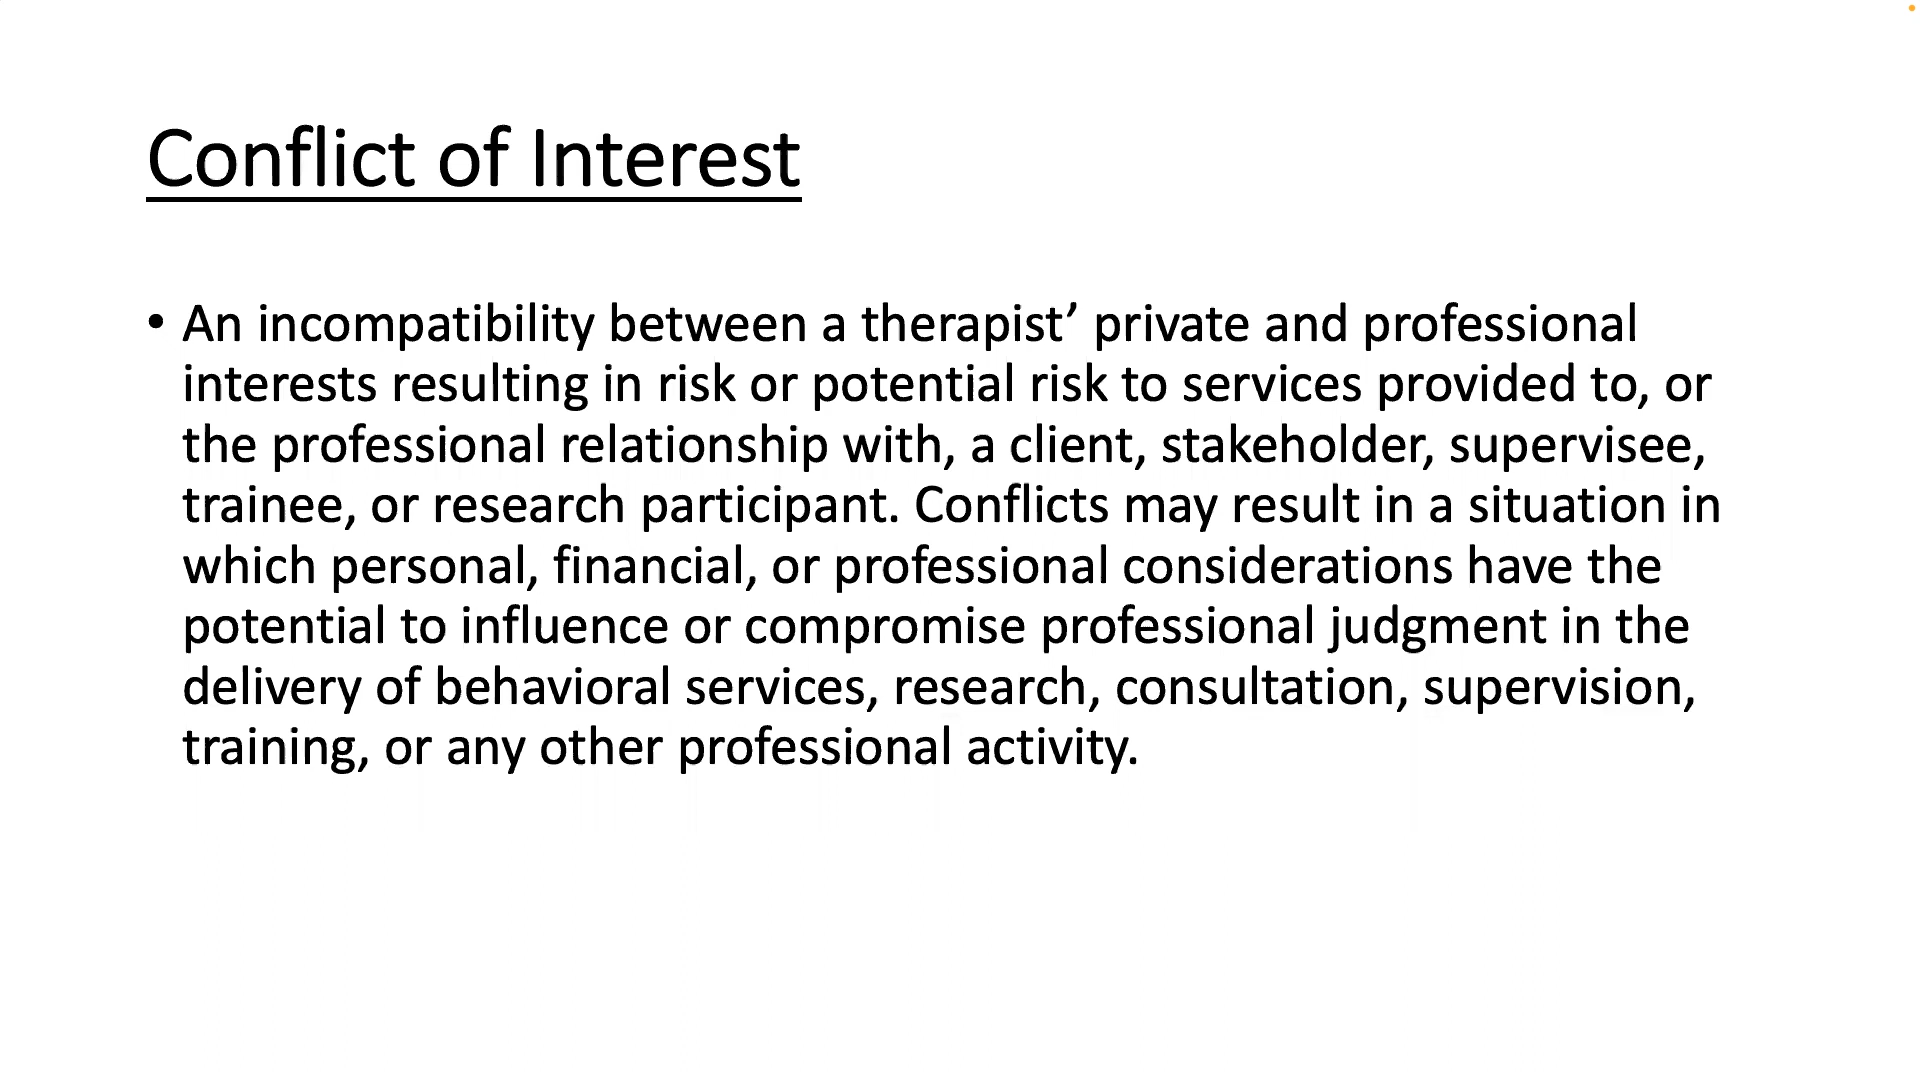 Conflict of Interest
• An incompatibility between a therapist’ private and professional
interests resulting in risk or potential risk to services provided to, or
the professional relationship with, a client, stakeholder, supervisee,
trainee, or research participant. Conflicts may result in a situation in
which personal, financial, or professional considerations have the
potential to influence or compromise professional judgment in the
delivery of behavioral services, research, consultation, supervision,
training, or any other professional activity.